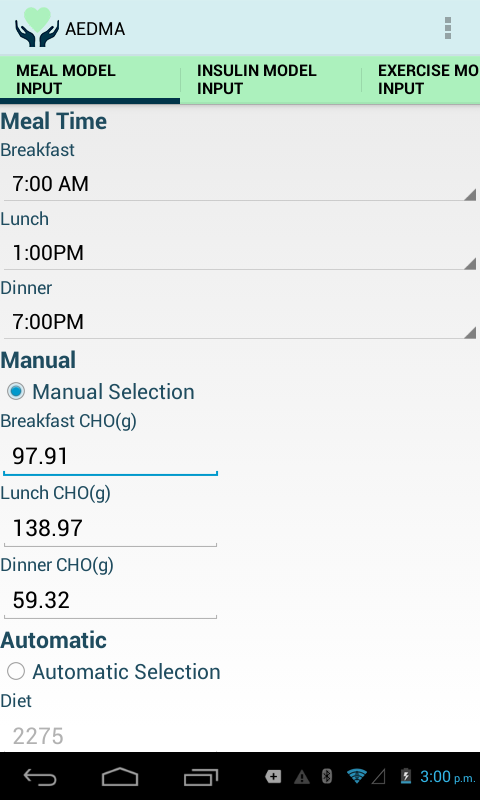 AEDMA
MEAL MODEL
INPUT
INSULIN MODEL
INPUT
EXERCISE MO
INPUT
Meal Time
Breakfast
7:00 AM
Lunch
1:00PM
Dinner
7:00PM
Manual
Manual Selection
Breakfast CHO(g)
97.91
Lunch CHO(g)
138.97
Dinner CHO(g)
59.32
Automatic
Automatic Selection
Diet
2275
3:00 p.m.